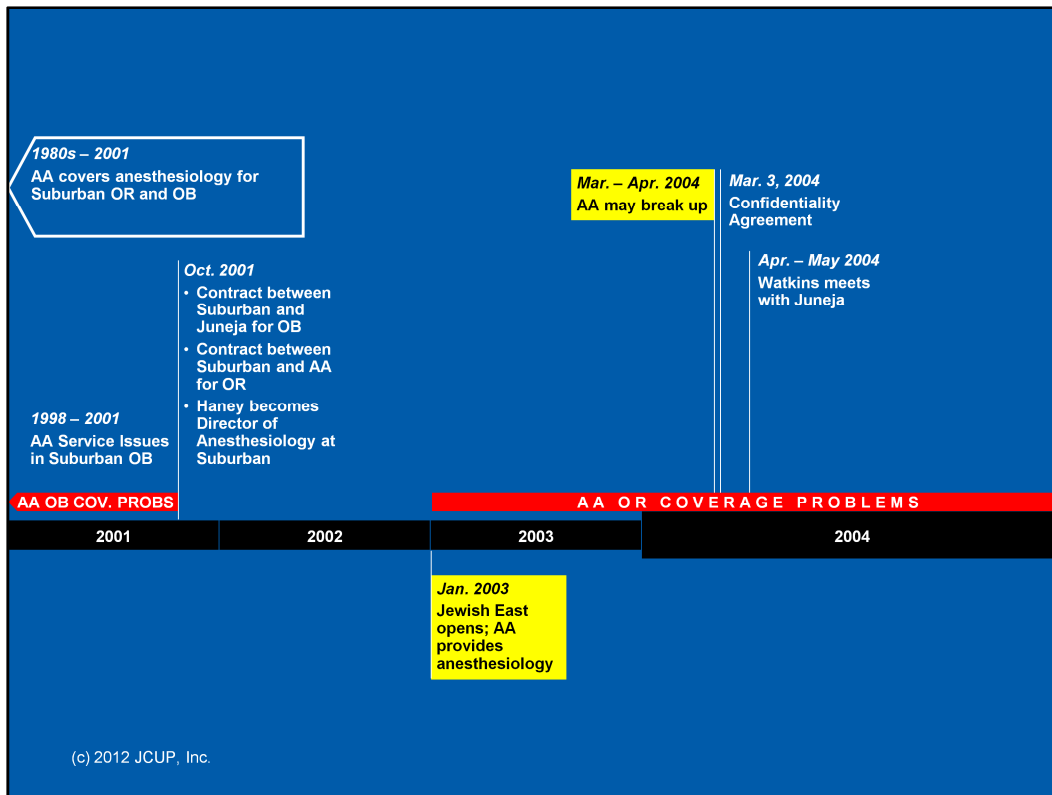 1980s – 2001
AA covers anesthesiology for
Suburban OR and OB
Mar. – Apr. 2004
AA may break up
Mar. 3, 2004
Confidentiality
Agreement
Apr. – May 2004
Watkins meets
with Juneja
Oct. 2001
• Contract between
Suburban and
Juneja for OB
• Contract between
Suburban and AA
for OR
• Haney becomes
Director of
Anesthesiology at
Suburban
1998 – 2001
AA Service Issues
in Suburban OB
AA OB COV. PROBS
AA OR COVERAGE PROBLEMS
2001
2002
2003
2004
Jan. 2003
Jewish East
opens; AA
provides
anesthesiology
(c) 2012 JCUP, Inc.